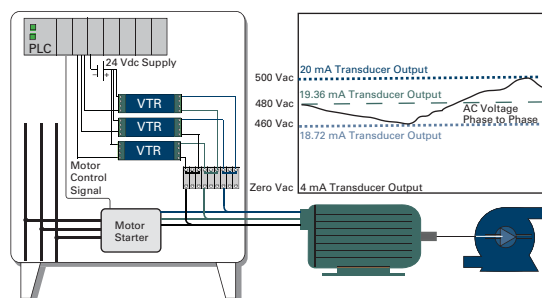 PLC
24 Vdc Supply
VTR
VTR
VTR
Motor
Control
Signal
Motor
Starter
500 Vac
480 Vac
460 Vac
Zero Vac
20 mA Transducer Output
19.36 mA Transducer Output
AC Voltage
Phase to Phase
18.72 mA Transducer Output
4 mA Transducer Output